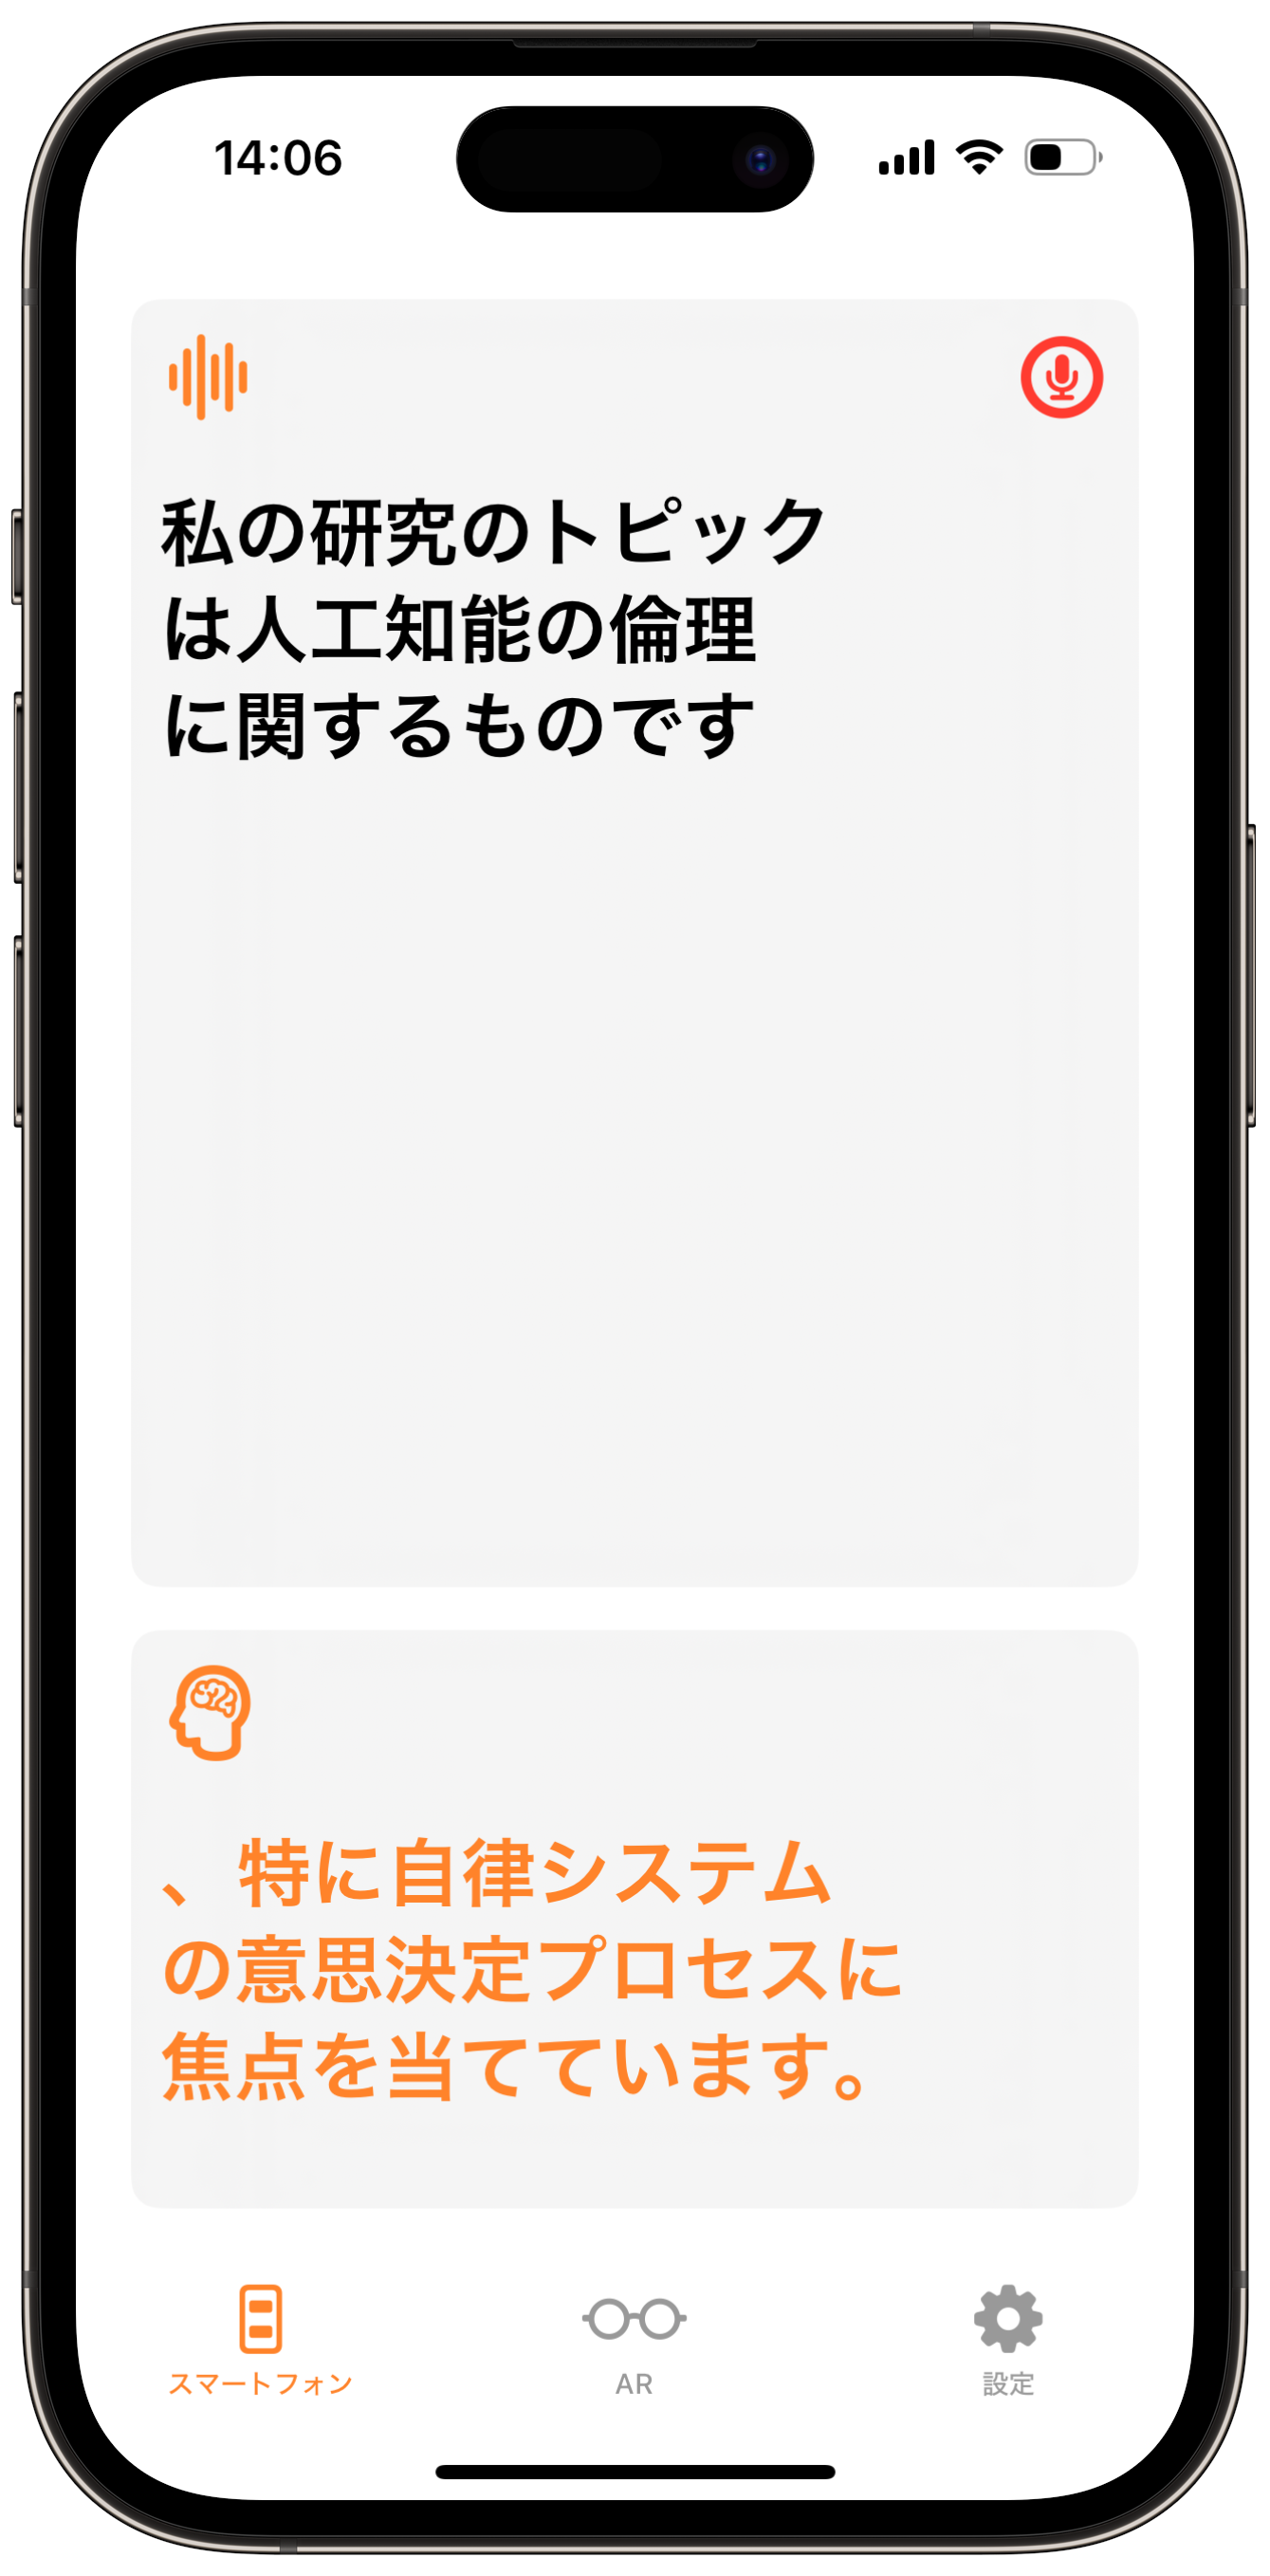 14:06
私の研究のトピック
は人工知能の倫理
に関するものです
、特に自律システム
の意思決定プロセスに
焦点を当てています。
スマートフォン
AR
設定